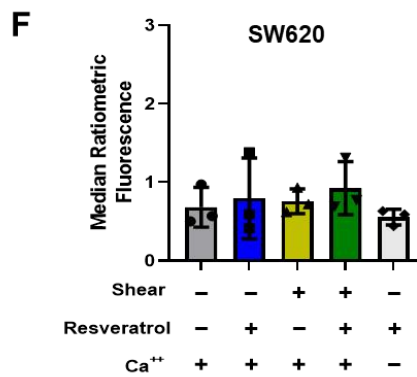 F
SW620
Median Ratiometric
Fluorescence
3
2
1
0
Shear − − + + −
Resveratrol − + − + +
Ca++ + + + + −